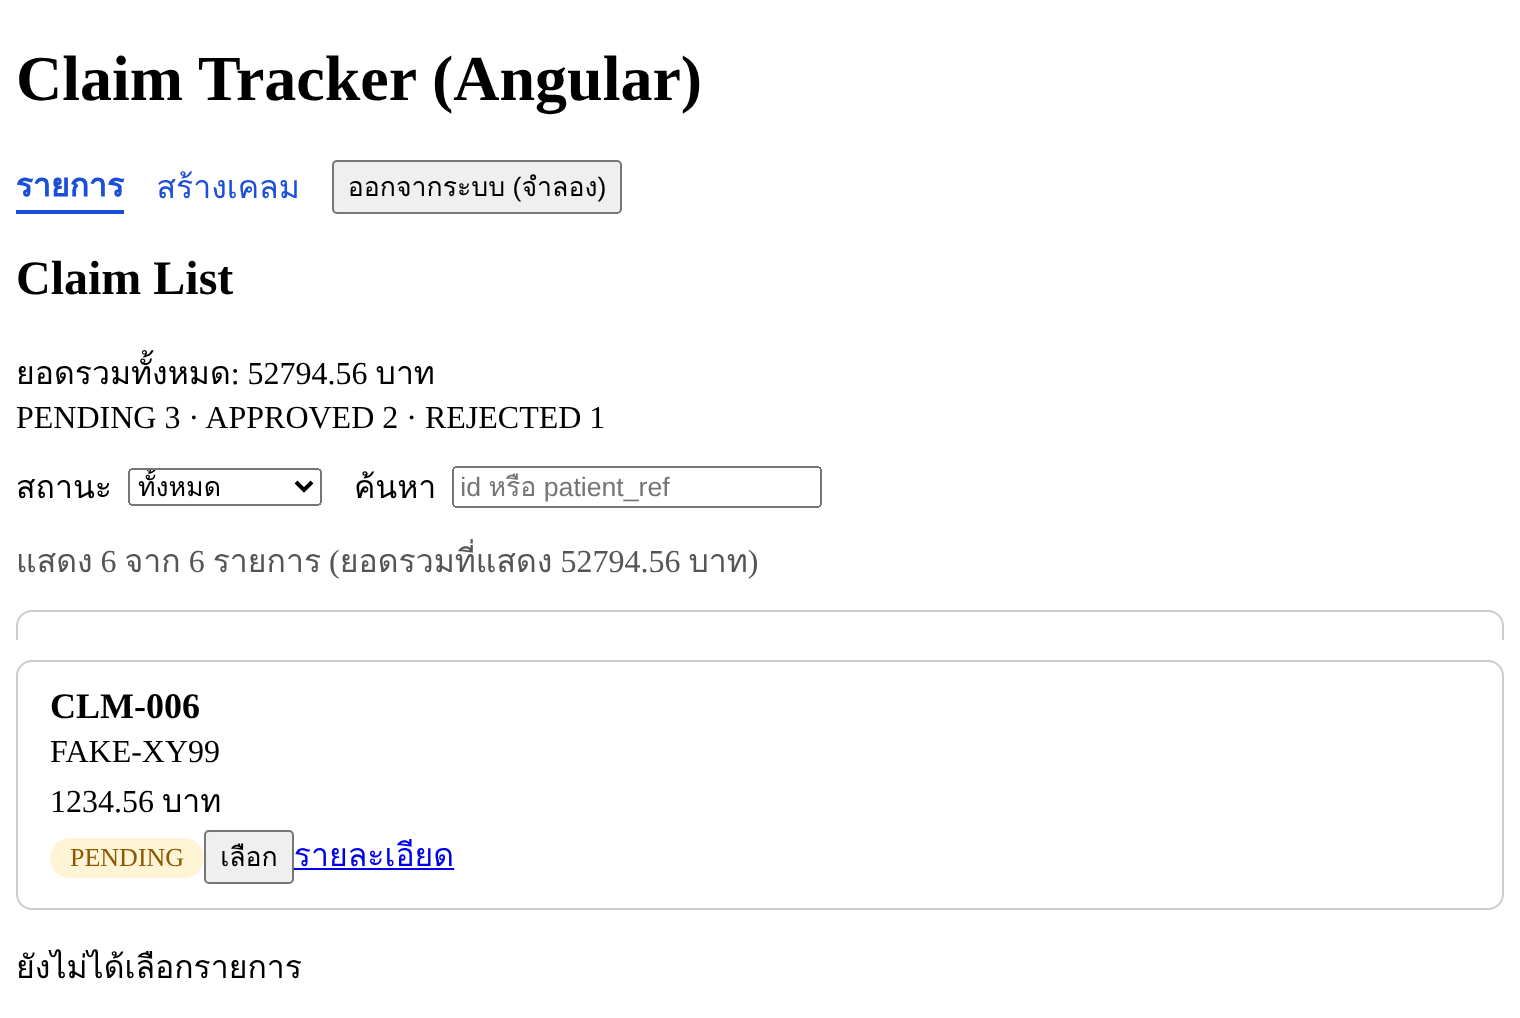 Claim Tracker (Angular)
รายการ สร้างเคลม ออกจากระบบ (จำลอง)
Claim List
ยอดรวมทั้งหมด: 52794.56 บาท
PENDING 3 · APPROVED 2 · REJECTED 1
สถานะ ทั้งหมด ค้นหา id หรือ patient_ref
แสดง 6 จาก 6 รายการ (ยอดรวมที่แสดง 52794.56 บาท)
CLM-006
FAKE-XY99
1234.56 บาท
PENDING เลือก รายละเอียด
ยังไม่ได้เลือกรายการ